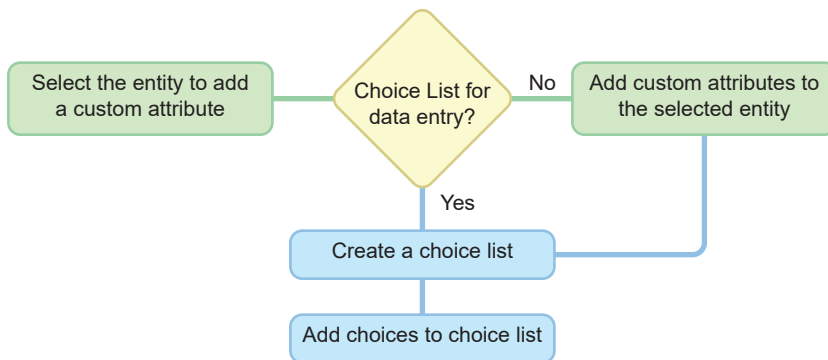 Select the entity to add
a custom attribute
Choice List for
data entry?
No
Add custom attributes to
the selected entity
Yes
Create a choice list
Add choices to choice list